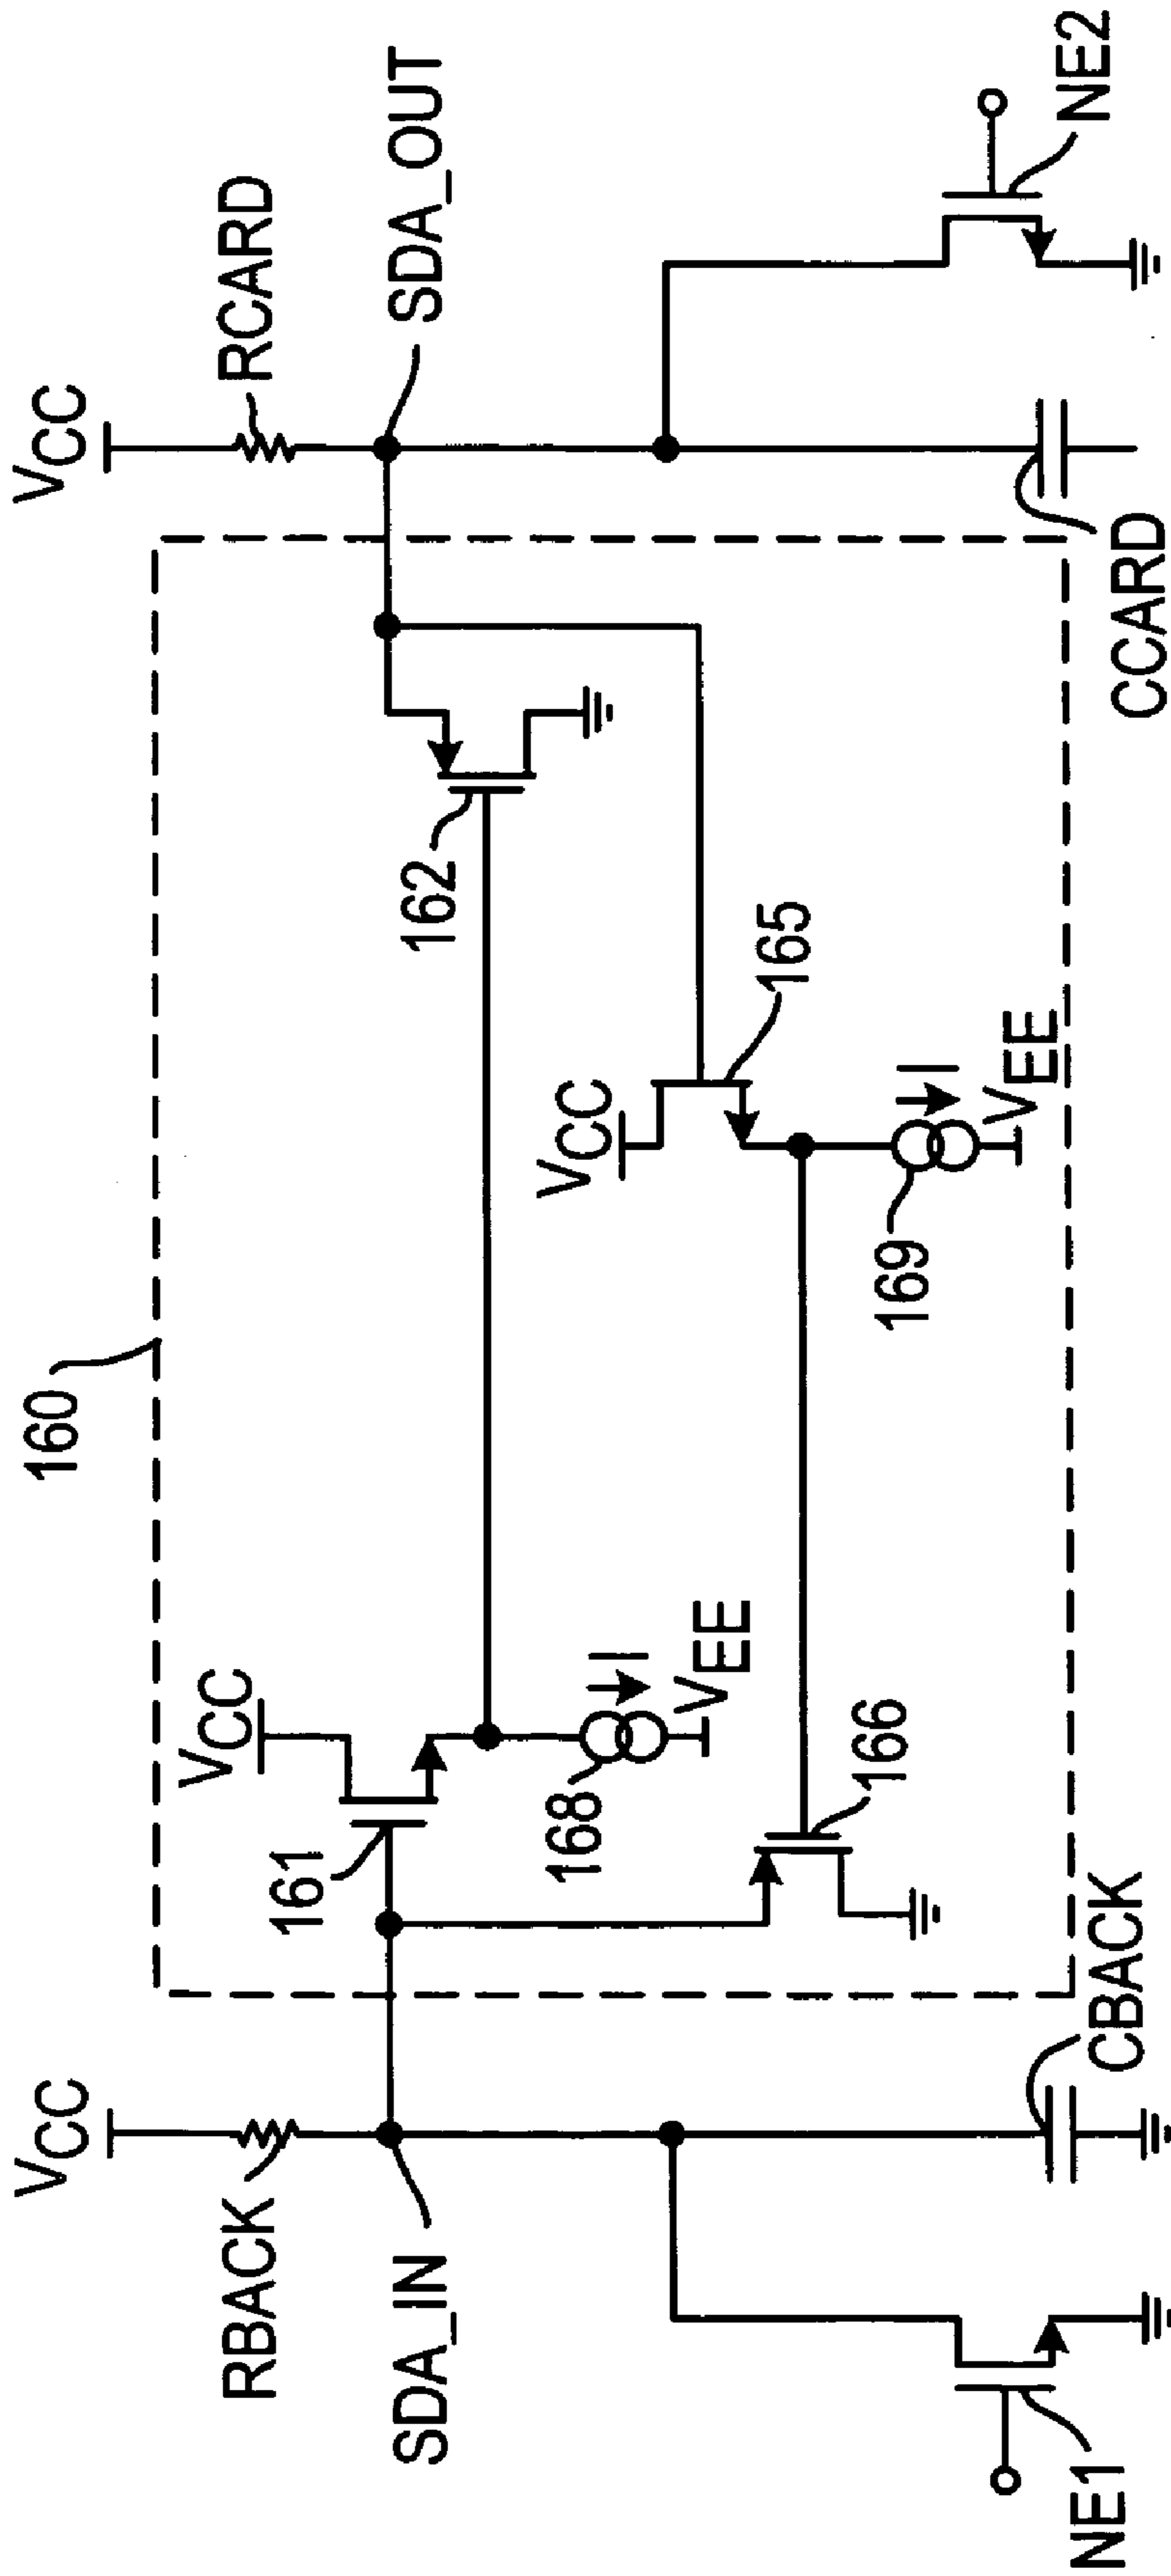 160
VCC
RCARD
SDA_OUT
NE2
CCARD
162
VCC
165
169
I
VEE
VCC
161
168
I
VEE
166
VCC
RBACK
SDA_IN
CBACK
NE1